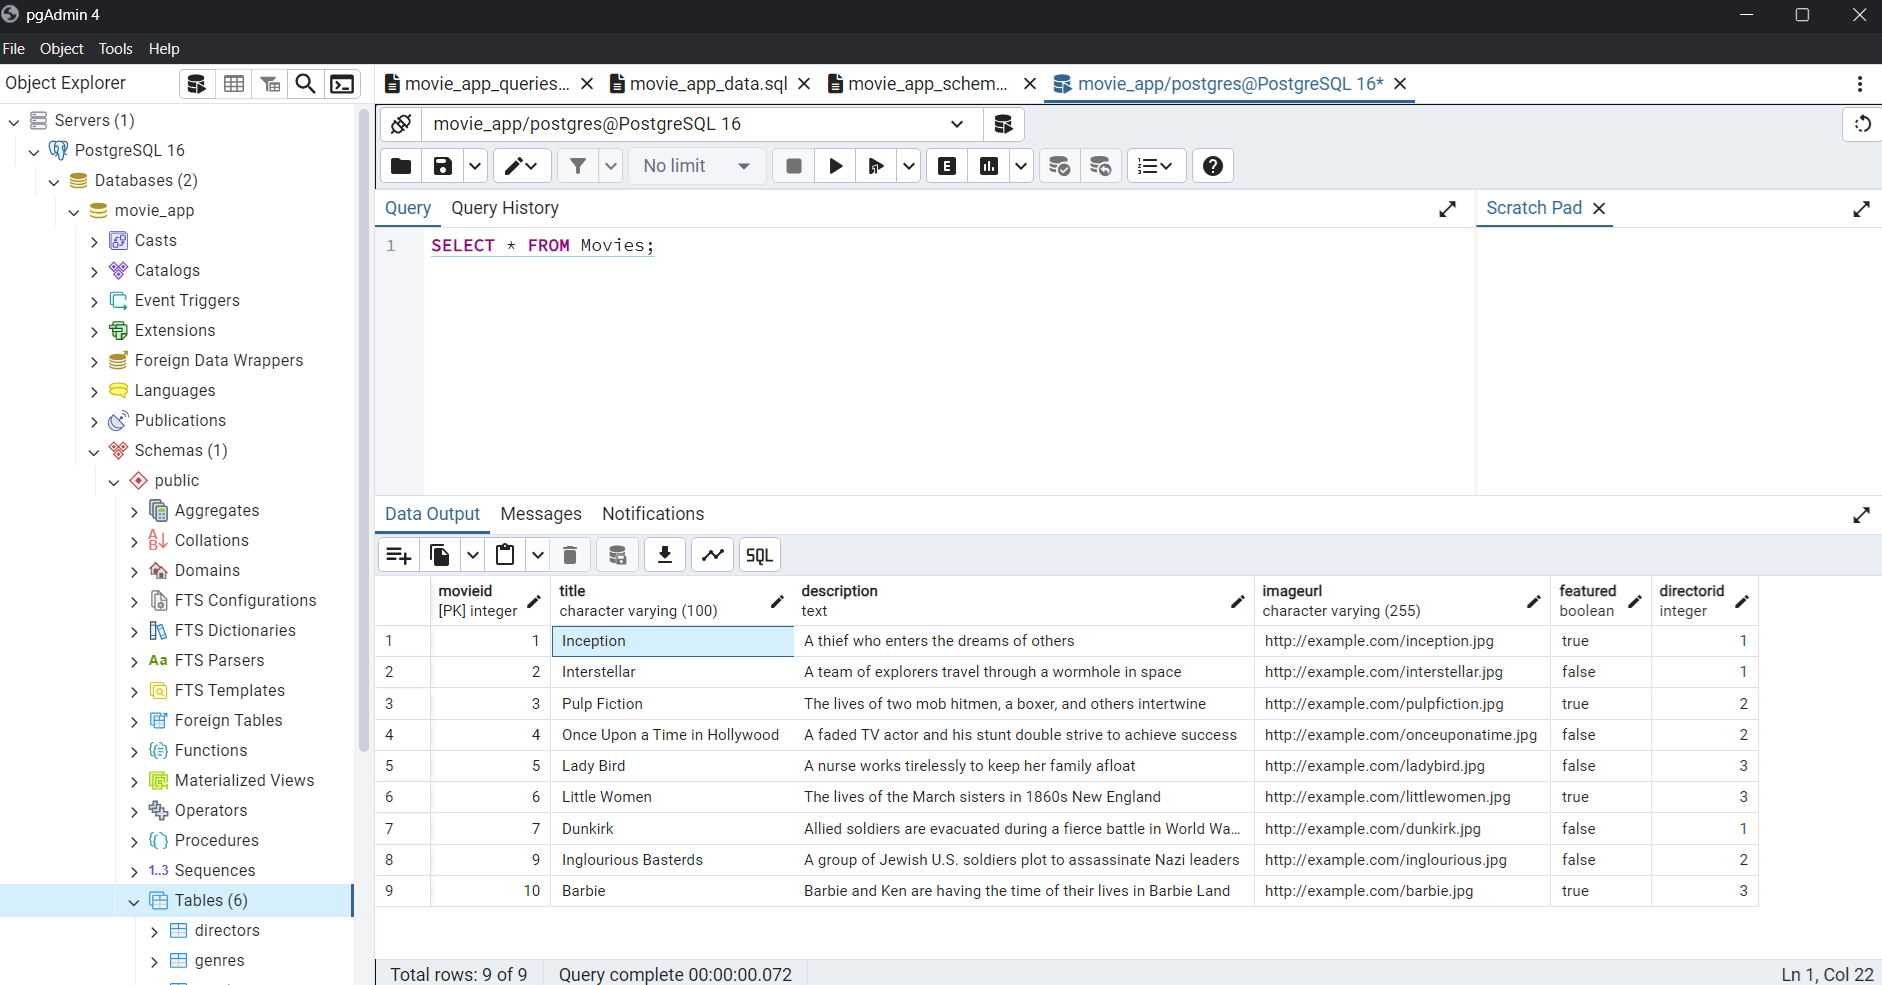 pgAdmin 4
File Object Tools Help
Object Explorer
movie_app_queries...
movie_app_data.sql
movie_app_schem...
movie_app/postgres@PostgreSQL 16*
Servers (1)
PostgreSQL 16
Databases (2)
movie_app
Casts
Catalogs
Event Triggers
Extensions
Foreign Data Wrappers
Languages
Publications
Schemas (1)
public
Aggregates
Collations
Domains
FTS Configurations
FTS Dictionaries
Aa FTS Parsers
FTS Templates
Foreign Tables
Functions
Materialized Views
Operators
Procedures
1..3 Sequences
Tables (6)
directors
genres
movie_app/postgres@PostgreSQL 16
No limit
E
Query Query History
Scratch Pad
1 SELECT * FROM Movies;
Data Output Messages Notifications
SQL
movieid title description imageurl featured directorid
[PK] integer character varying (100) text character varying (255) boolean integer
1 1 Inception A thief who enters the dreams of others http://example.com/inception.jpg true 1
2 2 Interstellar A team of explorers travel through a wormhole in space http://example.com/interstellar.jpg false 1
3 3 Pulp Fiction The lives of two mob hitmen, a boxer, and others intertwine http://example.com/pulpfiction.jpg true 2
4 4 Once Upon a Time in Hollywood A faded TV actor and his stunt double strive to achieve success http://example.com/onceuponatime.jpg false 2
5 5 Lady Bird A nurse works tirelessly to keep her family afloat http://example.com/ladybird.jpg false 3
6 6 Little Women The lives of the March sisters in 1860s New England http://example.com/littlewomen.jpg true 3
7 7 Dunkirk Allied soldiers are evacuated during a fierce battle in World Wa... http://example.com/dunkirk.jpg false 1
8 9 Inglourious Basterds A group of Jewish U.S. soldiers plot to assassinate Nazi leaders http://example.com/inglourious.jpg false 2
9 10 Barbie Barbie and Ken are having the time of their lives in Barbie Land http://example.com/barbie.jpg true 3
Total rows: 9 of 9 Query complete 00:00:00.072 Ln 1, Col 22